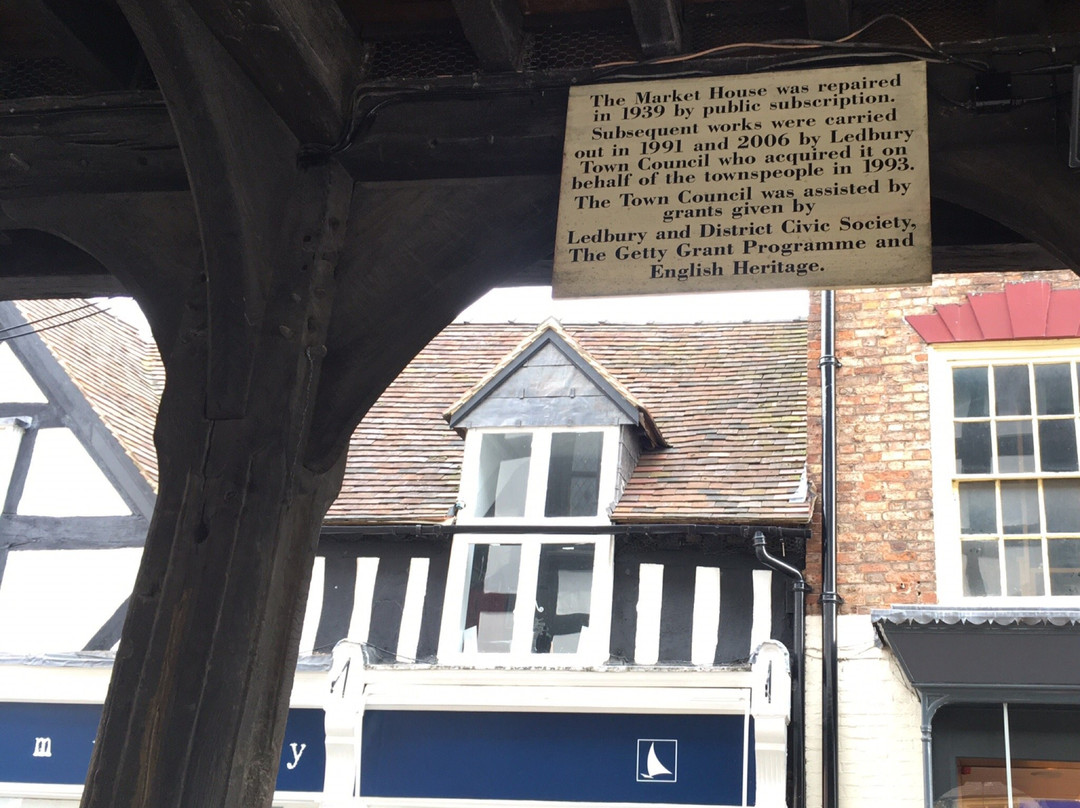 The Market House was repaired
in 1939 by public subscription.
Subsequent works were carried
out in 1991 and 2006 by Ledbury
Town Council who acquired it on
behalf of the townspeople in 1993.
The Town Council was assisted by
grants given by
Ledbury and District Civic Society,
The Getty Grant Programme and
English Heritage.
m
y